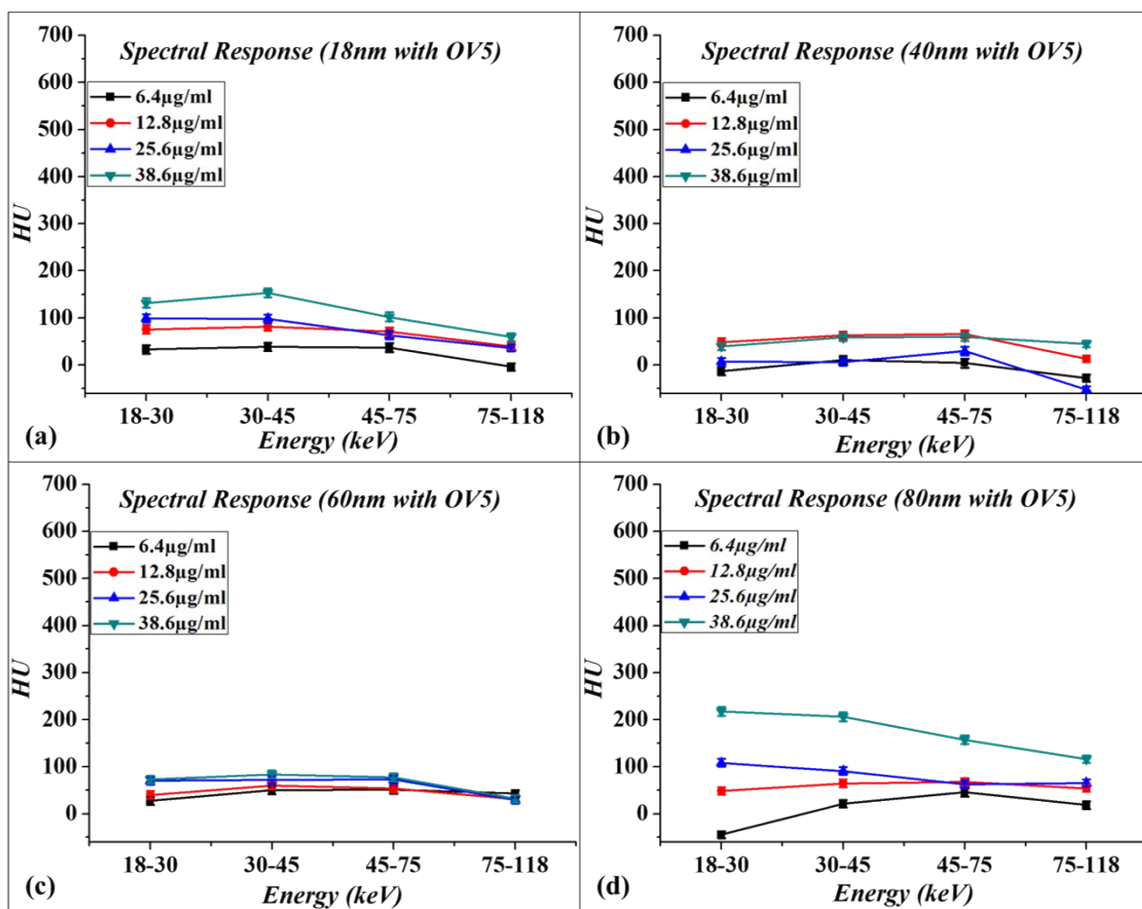 Spectral Response (18nm with OV5)
700
600
500
400
300
200
100
0
HU
6.4µg/ml
12.8µg/ml
25.6µg/ml
38.6µg/ml
18-30 30-45 45-75 75-118
Energy (keV)
(a)
Spectral Response (40nm with OV5)
700
600
500
400
300
200
100
0
HU
6.4µg/ml
12.8µg/ml
25.6µg/ml
38.6µg/ml
18-30 30-45 45-75 75-118
Energy (keV)
(b)
Spectral Response (60nm with OV5)
700
600
500
400
300
200
100
0
HU
6.4µg/ml
12.8µg/ml
25.6µg/ml
38.6µg/ml
18-30 30-45 45-75 75-118
Energy (keV)
(c)
Spectral Response (80nm with OV5)
700
600
500
400
300
200
100
0
HU
6.4µg/ml
12.8µg/ml
25.6µg/ml
38.6µg/ml
18-30 30-45 45-75 75-118
Energy (keV)
(d)